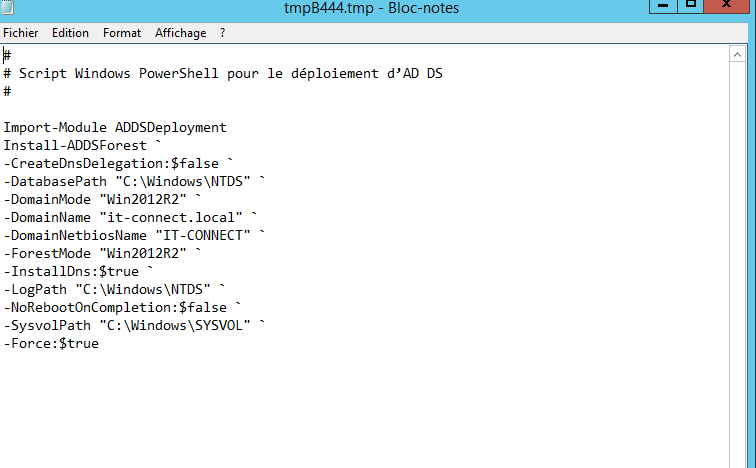 tmpB444.tmp - Bloc-notes
Fichier Edition Format Affichage ?
#
# Script Windows PowerShell pour le déploiement d’AD DS
#
Import-Module ADDSDeployment
Install-ADDSForest `
-CreateDnsDelegation:$false `
-DatabasePath "C:\Windows\NTDS" `
-DomainMode "Win2012R2" `
-DomainName "it-connect.local" `
-DomainNetbiosName "IT-CONNECT" `
-ForestMode "Win2012R2" `
-InstallDns:$true `
-LogPath "C:\Windows\NTDS" `
-NoRebootOnCompletion:$false `
-SysvolPath "C:\Windows\SYSVOL" `
-Force:$true